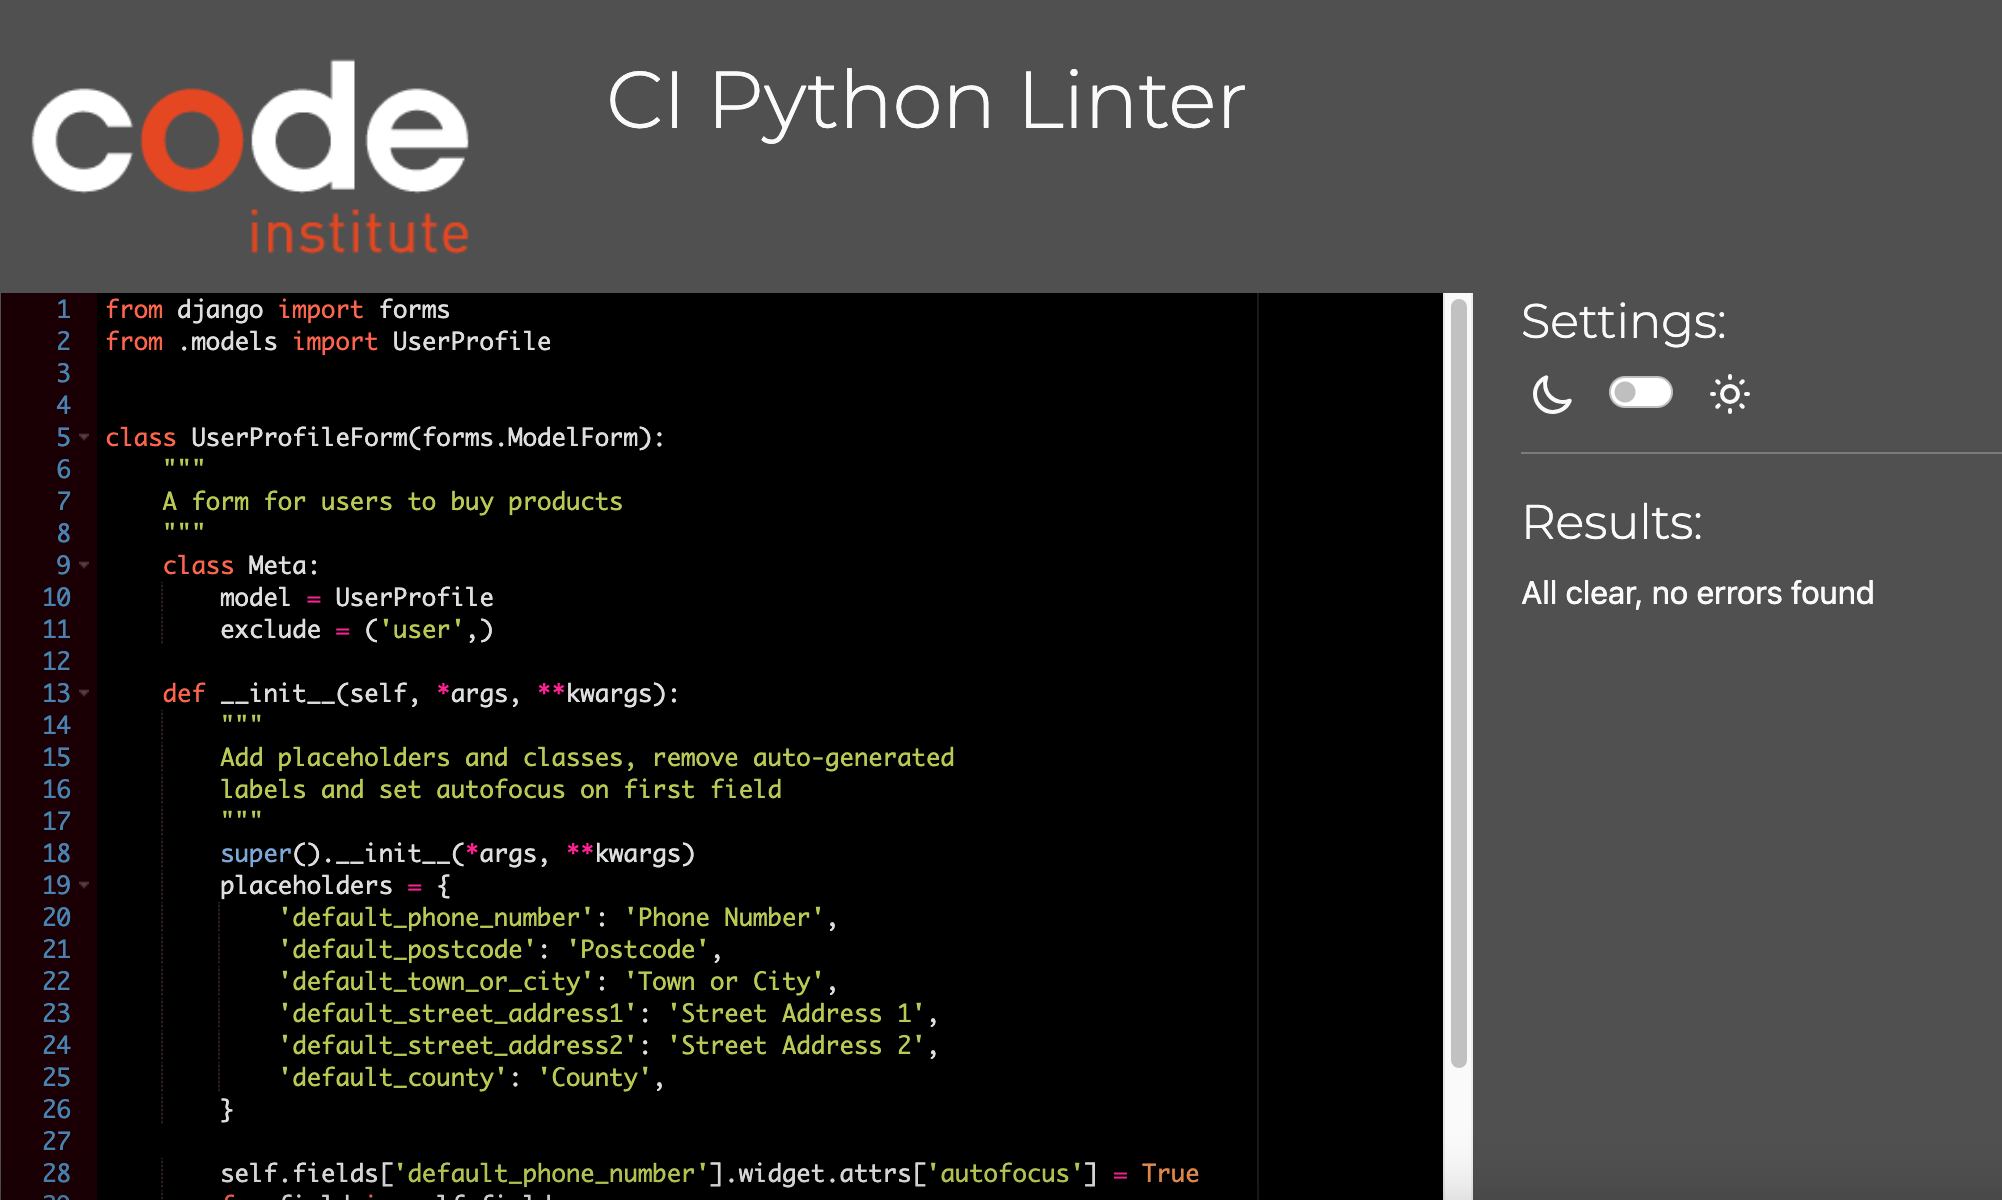 code
institute
CI Python Linter
1 from django import forms
2 from .models import UserProfile
3
4
5 class UserProfileForm(forms.ModelForm):
6     """
7     A form for users to buy products
8     """
9     class Meta:
10         model = UserProfile
11         exclude = ('user',)
12
13     def __init__(self, *args, **kwargs):
14         """
15         Add placeholders and classes, remove auto-generated
16         labels and set autofocus on first field
17         """
18         super().__init__(*args, **kwargs)
19         placeholders = {
20             'default_phone_number': 'Phone Number',
21             'default_postcode': 'Postcode',
22             'default_town_or_city': 'Town or City',
23             'default_street_address1': 'Street Address 1',
24             'default_street_address2': 'Street Address 2',
25             'default_county': 'County',
26         }
27
28         self.fields['default_phone_number'].widget.attrs['autofocus'] = True
Settings:
Results:
All clear, no errors found